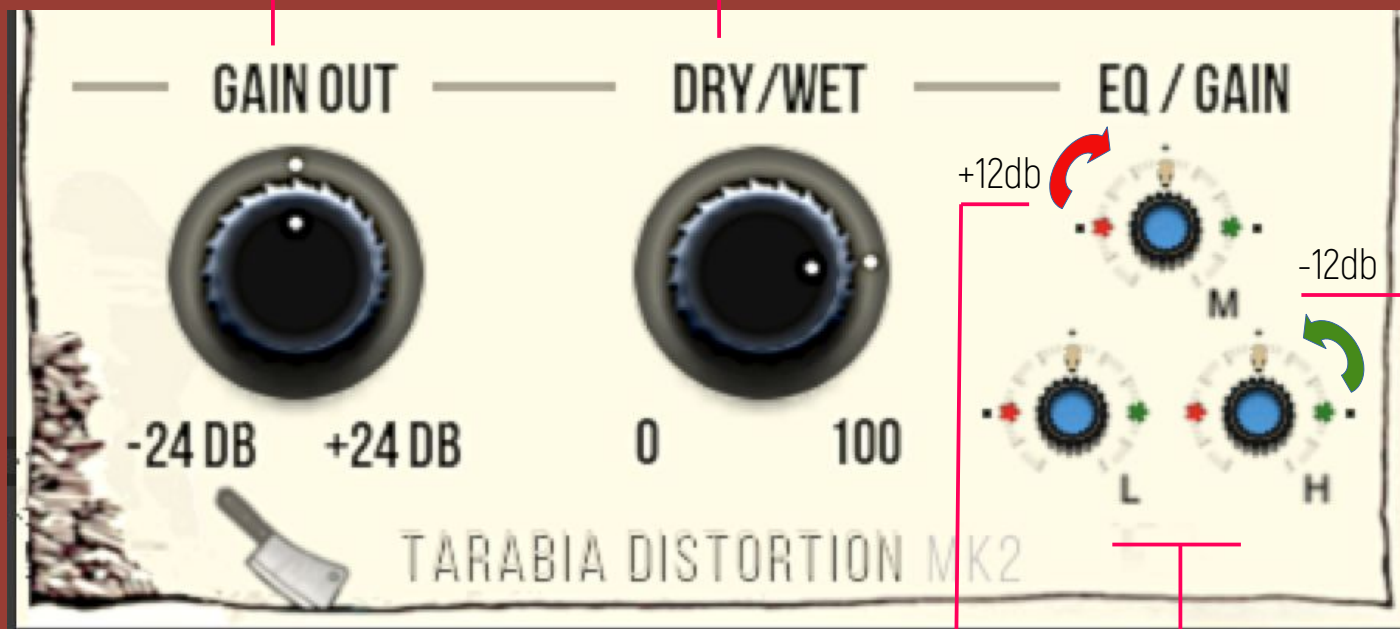 GAIN OUT
DRY/WET
EQ / GAIN
+12db
M
-12db
-24 DB
+24 DB
0
100
L
H
TARABIA DISTORTION MK2